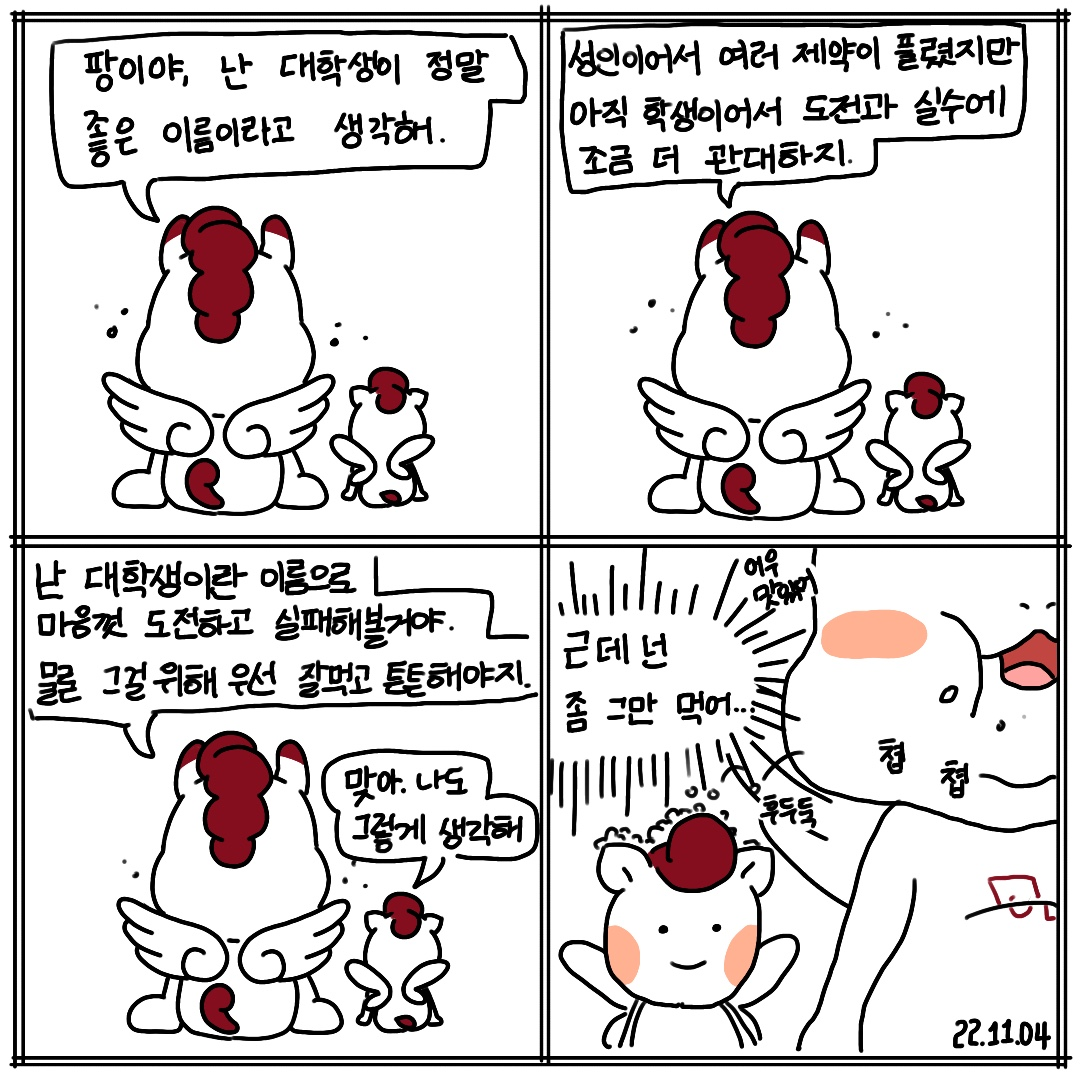 팡이야, 난 대학생이 정말
좋은 이름이라고 생각해.
성인이어서 여러 제약이 풀렸지만
아직 학생이어서 도전과 실수에
조금 더 관대하지.
난 대학생이란 이름으로
마음껏 도전하고 실패해볼거야.
물론 그걸 위해 우선 잘먹고 튼튼해야지.
맞아. 나도
그렇게 생각해
어우
맛있어
근데 넌
좀 그만 먹어..
챱
챱
후두둑
22.11.04